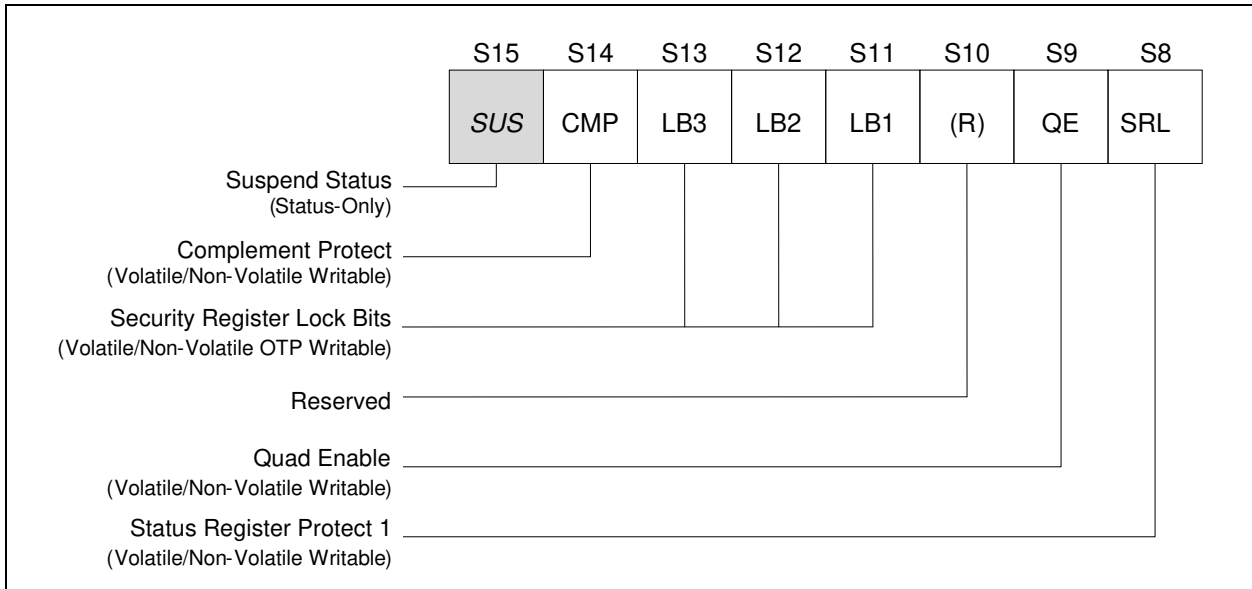 S15 S14 S13 S12 S11 S10 S9 S8
SUS CMP LB3 LB2 LB1 (R) QE SRL
Suspend Status
(Status-Only)
Complement Protect
(Volatile/Non-Volatile Writable)
Security Register Lock Bits
(Volatile/Non-Volatile OTP Writable)
Reserved
Quad Enable
(Volatile/Non-Volatile Writable)
Status Register Protect 1
(Volatile/Non-Volatile Writable)